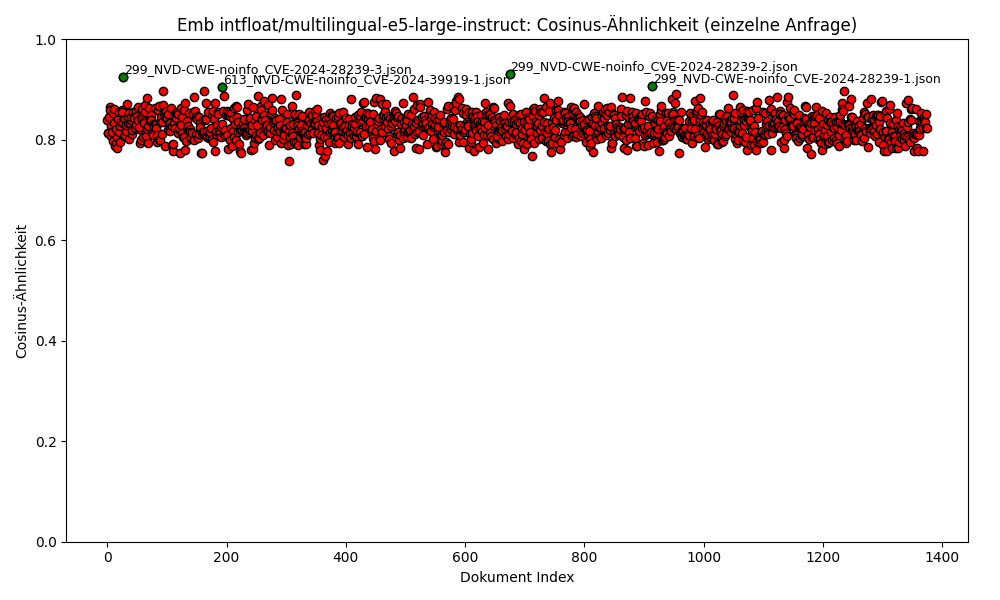 Emb intfloat/multilingual-e5-large-instruct: Cosinus-Ähnlichkeit (einzelne Anfrage)
1.0
299_NVD-CWE-noinfo_CVE-2024-28239-3.json
299_NVD-CWE-noinfo_CVE-2024-28239-2.json
613_NVD-CWE-noinfo_CVE-2024-39919-1.json
299_NVD-CWE-noinfo_CVE-2024-28239-1.json
0.8
0.6
Cosinus-Ähnlichkeit
0.4
0.2
0.0
0 200 400 600 800 1000 1200 1400
Dokument Index